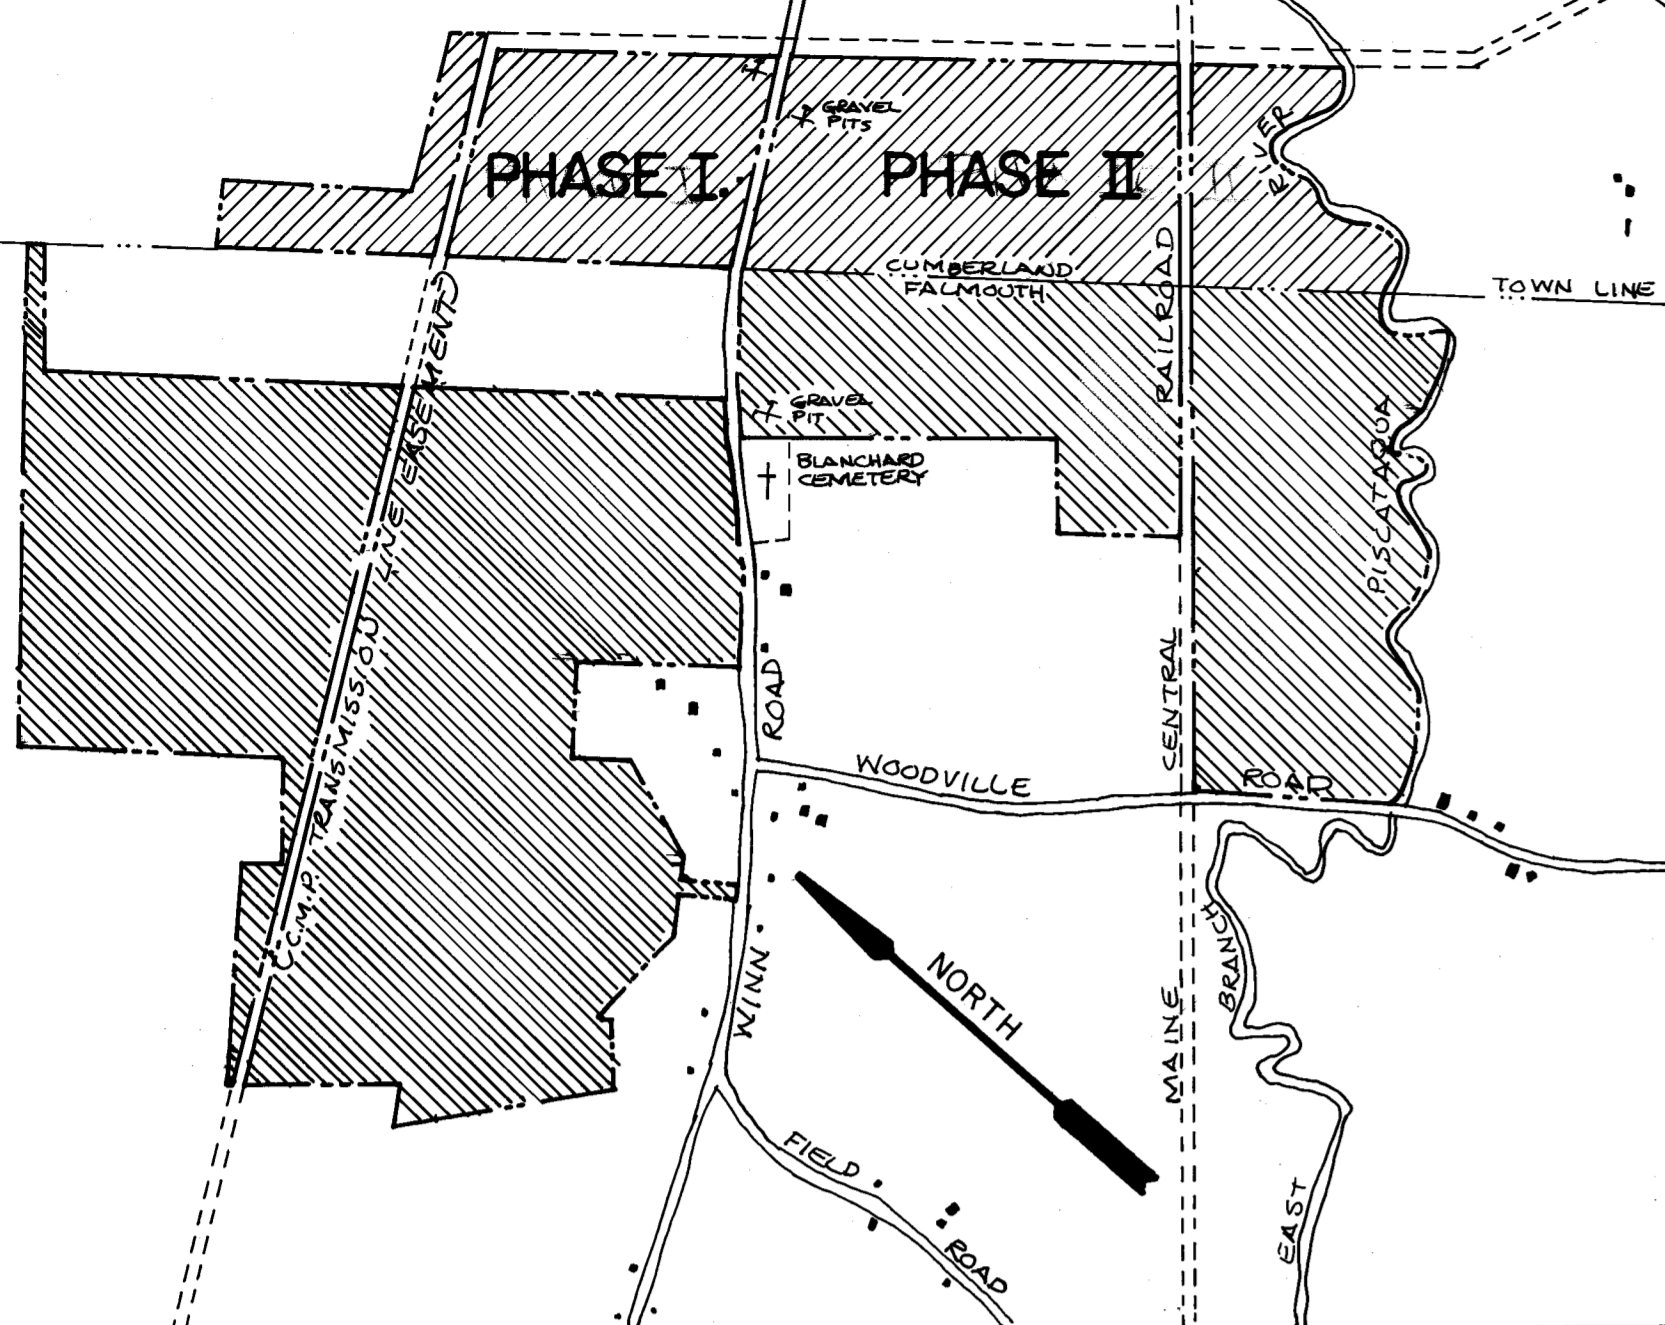 GRAVEL
PITS
PHASE I
PHASE II
RIVER
CUMBERLAND
FALMOUTH
TOWN LINE
RAILROAD
GRAVEL
PIT
BLANCHARD
CEMETERY
PISCATAQUA
C.M.P. TRANSMISSION LINE EASEMENT
ROAD
WOODVILLE
ROAD
CENTRAL
WINN
NORTH
BRANCH
MAINE
FIELD
ROAD
EAST